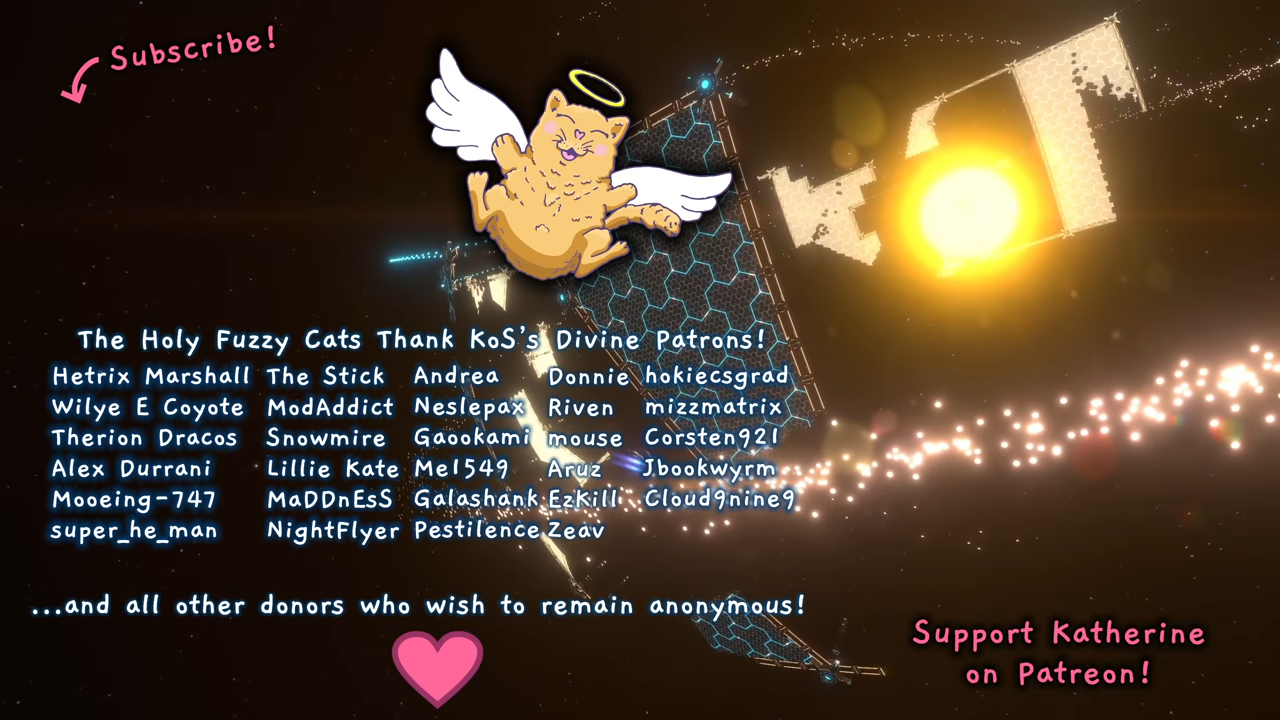 Subscribe!
The Holy Fuzzy Cats Thank KoS's Divine Patrons!
Hetrix Marshall The Stick Andrea Donnie hokiecsgrad
Wilye E Coyote ModAddict Neslepax Riven mizzmatrix
Therion Dracos Snowmire Gaookami mouse Corsten921
Alex Durrani Lillie Kate Me1549 Aruz Jbookwyrm
Mooeing-747 MaDDnEsS Galashank EzKill Cloud9nine9
super_he_man NightFlyer Pestilence Zeav
...and all other donors who wish to remain anonymous!
Support Katherine
on Patreon!